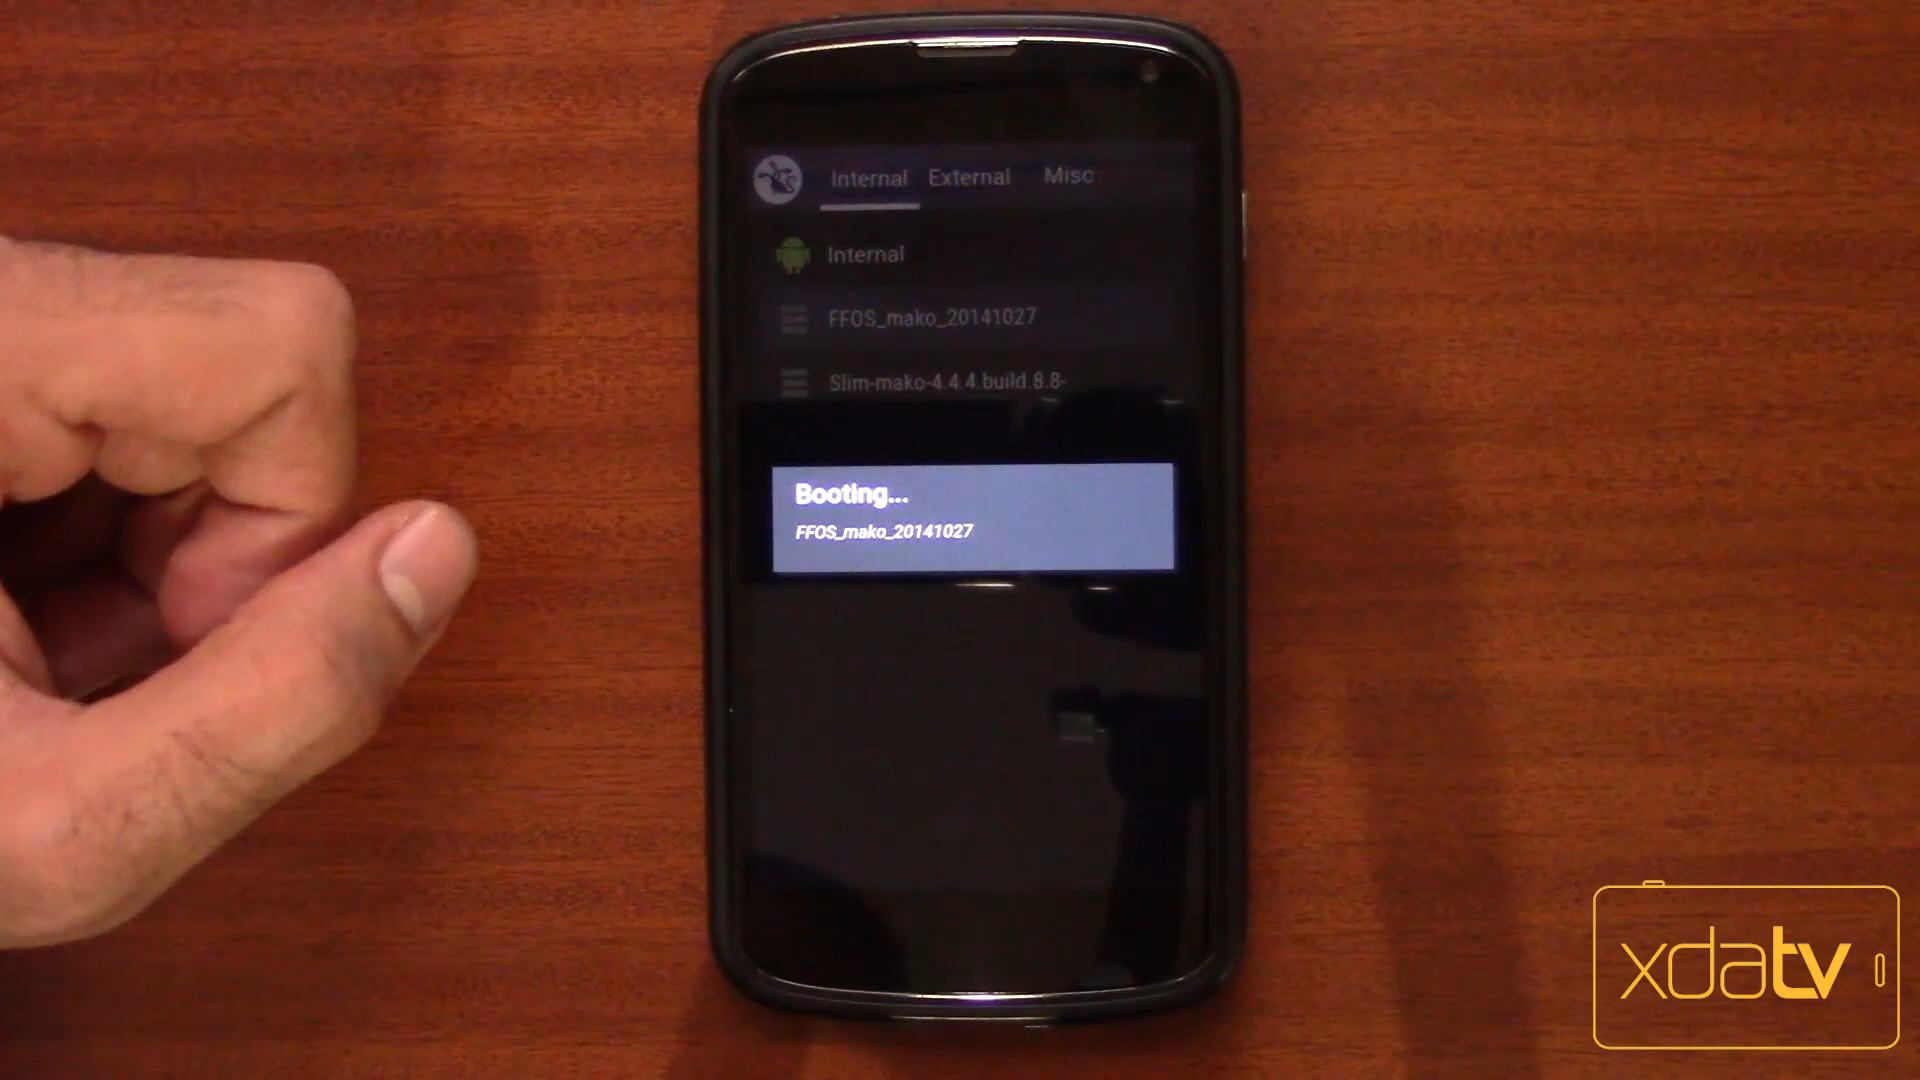 Internal External Misc
Internal
FFOS_mako_20141027
Slim-mako-4.4.4.build.8.8-
Booting...
FFOS_mako_20141027
xdatv